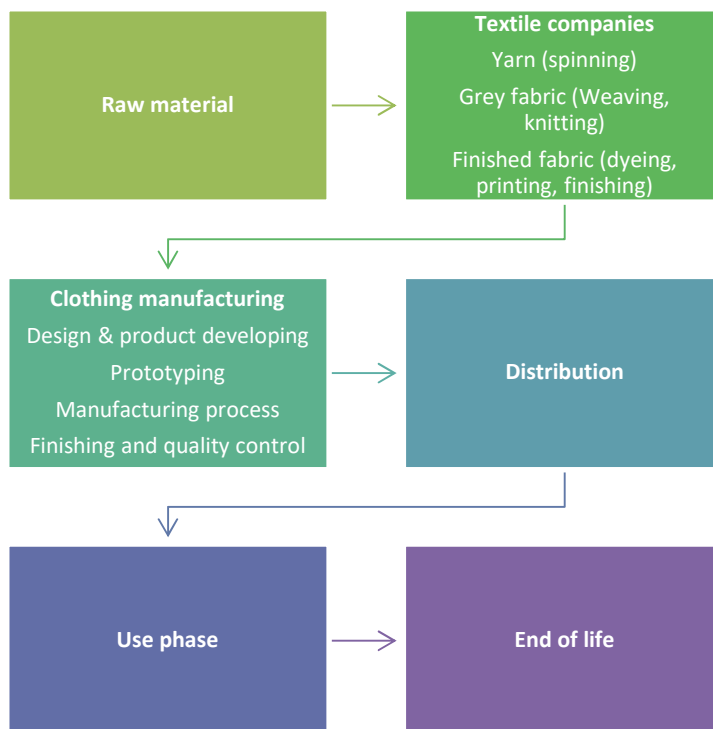 Raw material
Textile companies
Yarn (spinning)
Grey fabric (Weaving,
knitting)
Finished fabric (dyeing,
printing, finishing)
Clothing manufacturing
Design & product developing
Prototyping
Manufacturing process
Finishing and quality control
Distribution
Use phase
End of life